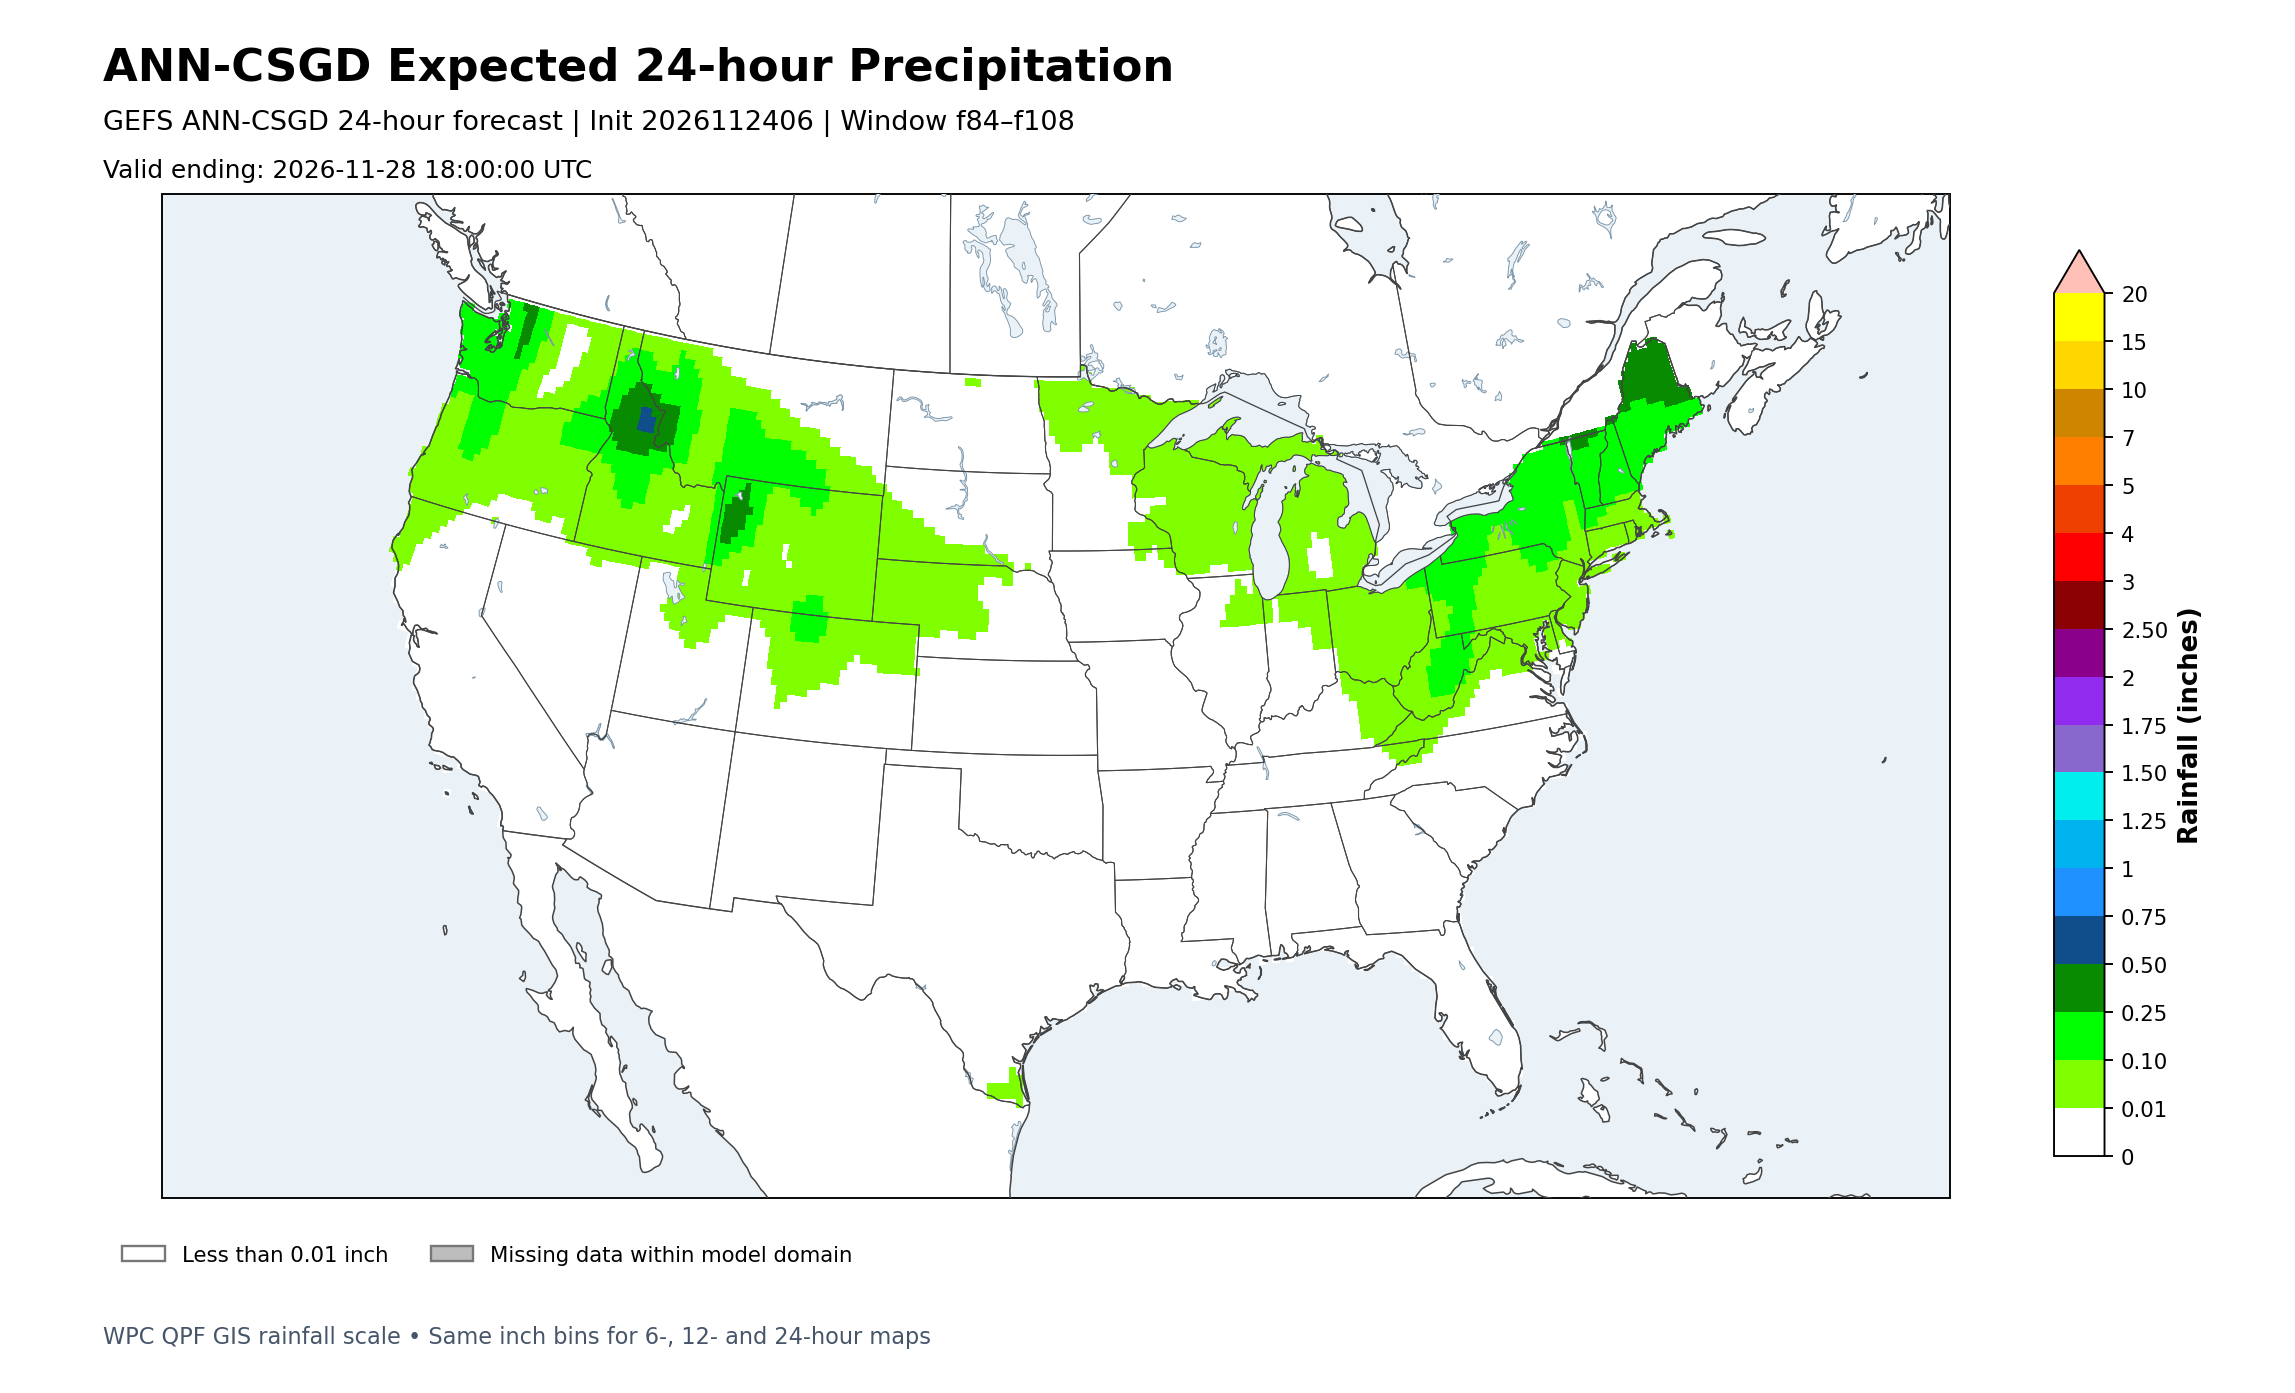 ANN-CSGD Expected 24-hour Precipitation
GEFS ANN-CSGD 24-hour forecast | Init 2026112406 | Window f84–f108
Valid ending: 2026-11-28 18:00:00 UTC
20
15
10
7
5
4
3
2.50
2
1.75
1.50
1.25
1
0.75
0.50
0.25
0.10
0.01
0
Rainfall (inches)
Less than 0.01 inch
Missing data within model domain
WPC QPF GIS rainfall scale • Same inch bins for 6-, 12- and 24-hour maps